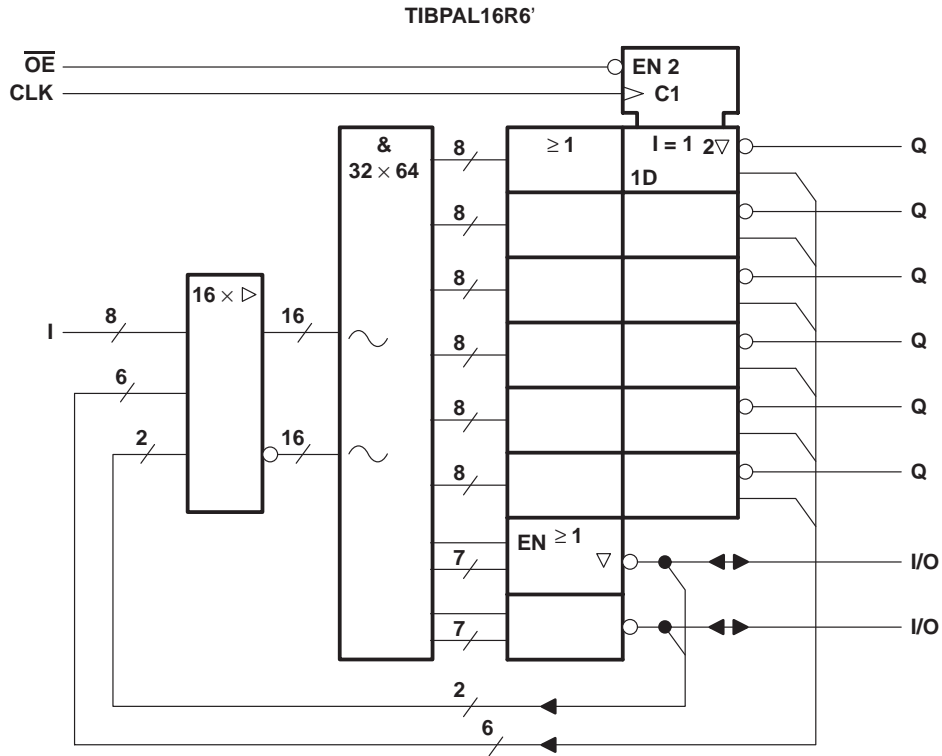 TIBPAL16R6’
OE
EN 2
CLK
C1
&
32 × 64
8
≥ 1
I = 1
2▽
Q
1D
8
Q
8
Q
16 × ▷
I
8
16
8
Q
6
8
Q
2
16
8
Q
EN ≥ 1
▽
7
I/O
7
I/O
2
6